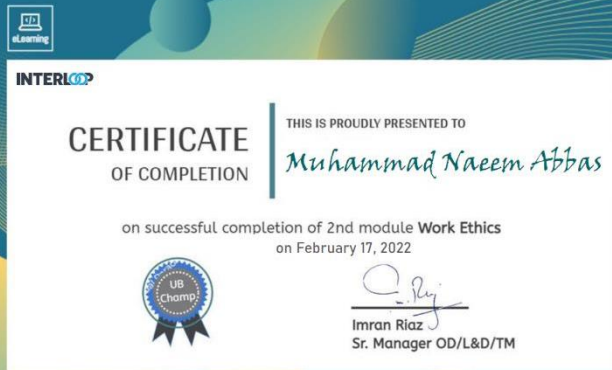 </>
eLearning
INTERLOOP
CERTIFICATE
OF COMPLETION
THIS IS PROUDLY PRESENTED TO
Muhammad Naeem Abbas
on successful completion of 2nd module Work Ethics
on February 17, 2022
UB
Champ
Imran Riaz
Sr. Manager OD/L&D/TM